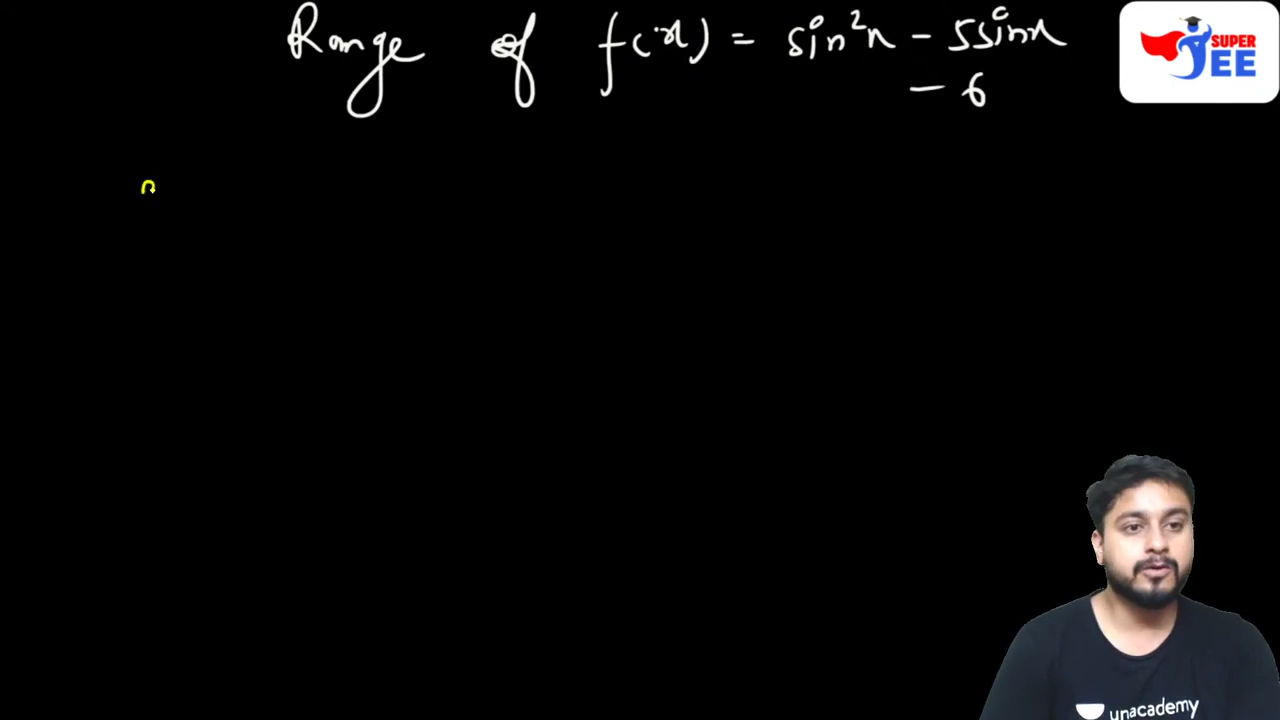 Range of f(x) = sin²x - 5sinx
- 6
SUPER
JEE
unacademy